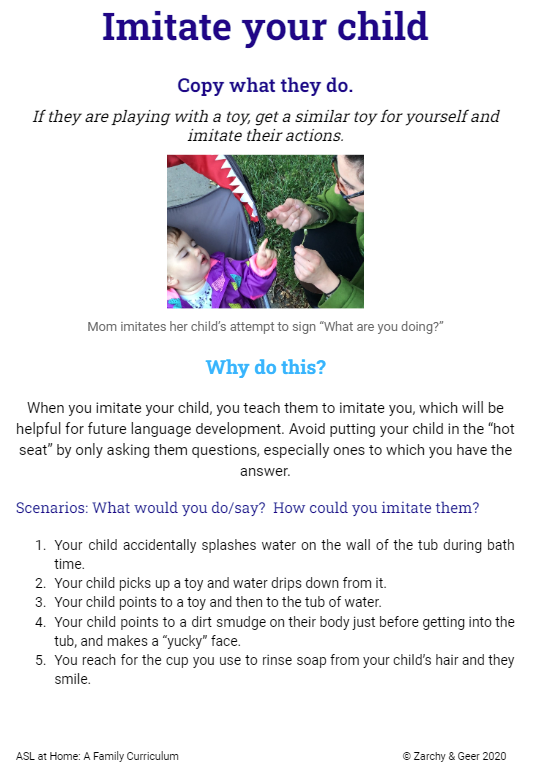 Imitate your child
Copy what they do.
If they are playing with a toy, get a similar toy for yourself and
imitate their actions.
Mom imitates her child's attempt to sign “What are you doing?”
Why do this?
When you imitate your child, you teach them to imitate you, which will be
helpful for future language development. Avoid putting your child in the “hot
seat” by only asking them questions, especially ones to which you have the
answer.
Scenarios: What would you do/say?  How could you imitate them?
1. Your child accidentally splashes water on the wall of the tub during bath
time.
2. Your child picks up a toy and water drips down from it.
3. Your child points to a toy and then to the tub of water.
4. Your child points to a dirt smudge on their body just before getting into the
tub, and makes a “yucky” face.
5. You reach for the cup you use to rinse soap from your child's hair and they
smile.
ASL at Home: A Family Curriculum
© Zarchy & Geer 2020